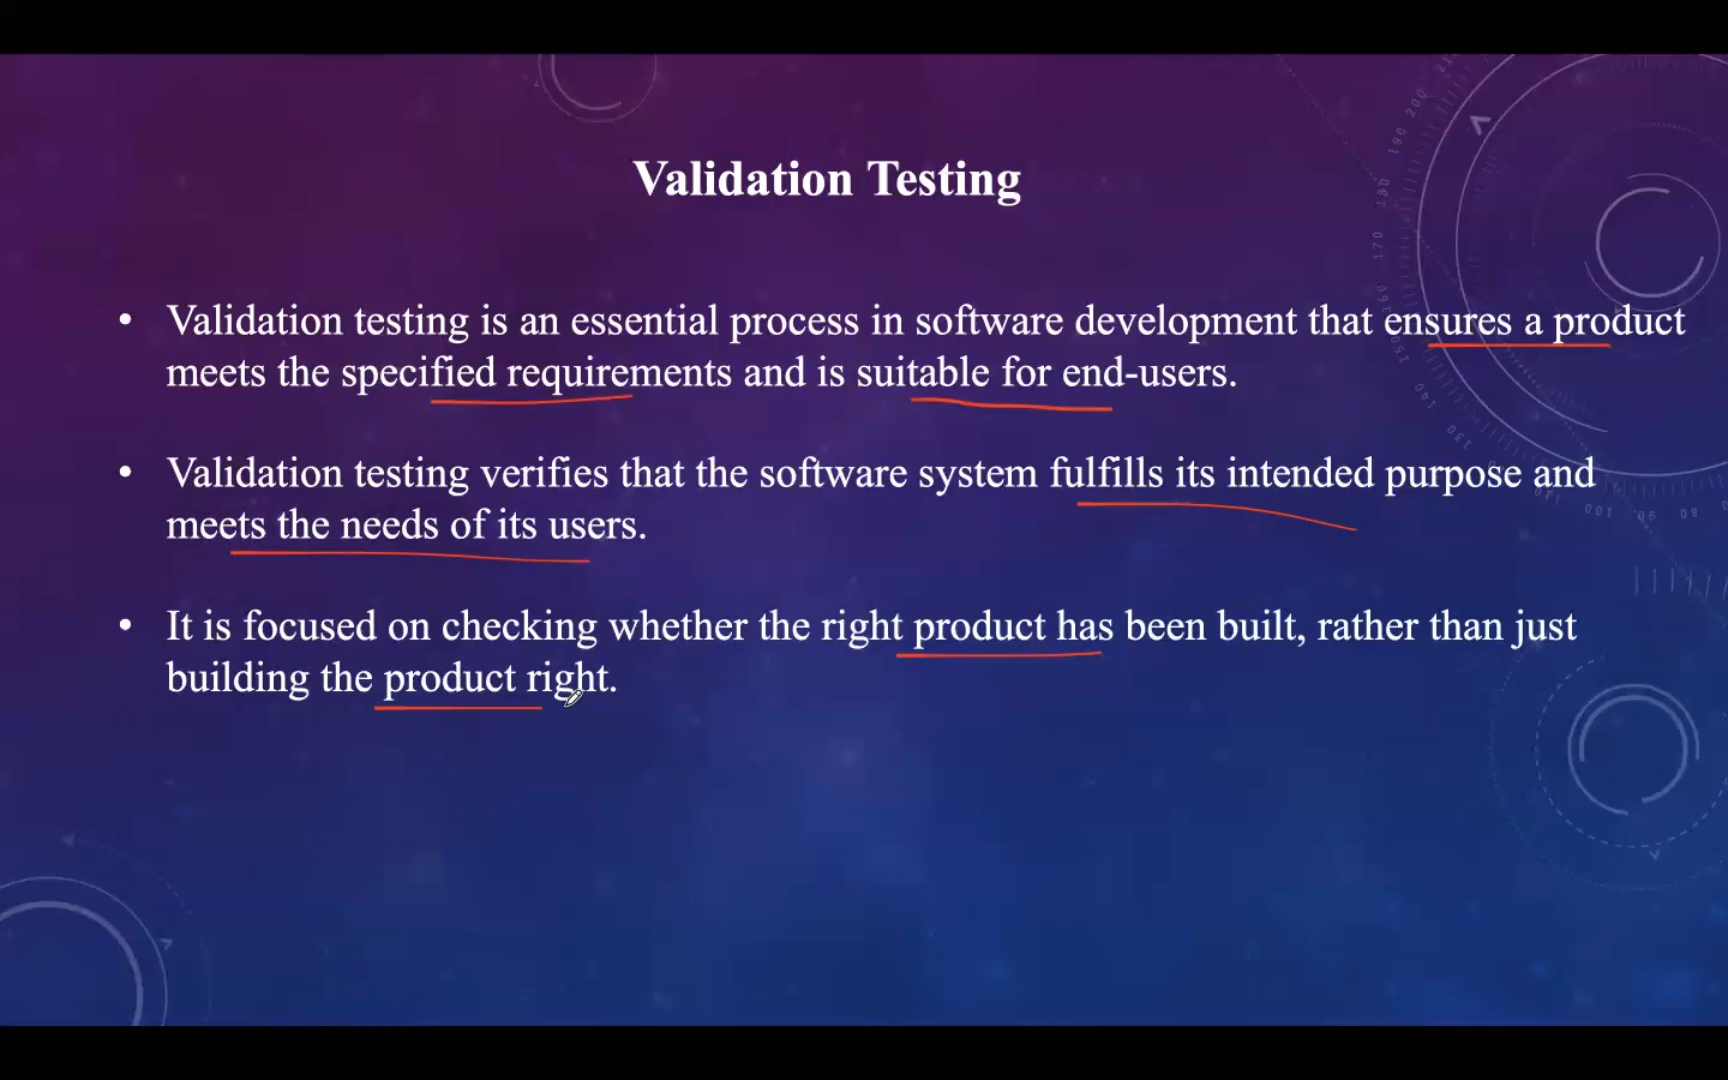 Validation Testing
• Validation testing is an essential process in software development that ensures a product
meets the specified requirements and is suitable for end-users.
• Validation testing verifies that the software system fulfills its intended purpose and
meets the needs of its users.
• It is focused on checking whether the right product has been built, rather than just
building the product right.